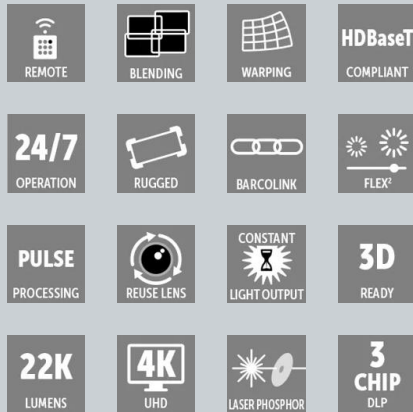 REMOTE
BLENDING
WARPING
HDBaseT
COMPLIANT
24/7
OPERATION
RUGGED
BARCOLINK
FLEX²
PULSE
PROCESSING
REUSE LENS
CONSTANT
LIGHT OUTPUT
3D
READY
22K
LUMENS
4K
UHD
LASER PHOSPHOR
3
CHIP
DLP